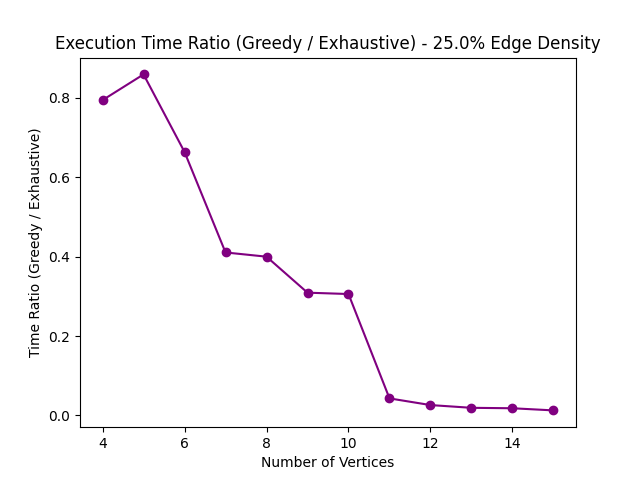 Execution Time Ratio (Greedy / Exhaustive) - 25.0% Edge Density
Time Ratio (Greedy / Exhaustive)
0.8
0.6
0.4
0.2
0.0
4 6 8 10 12 14
Number of Vertices